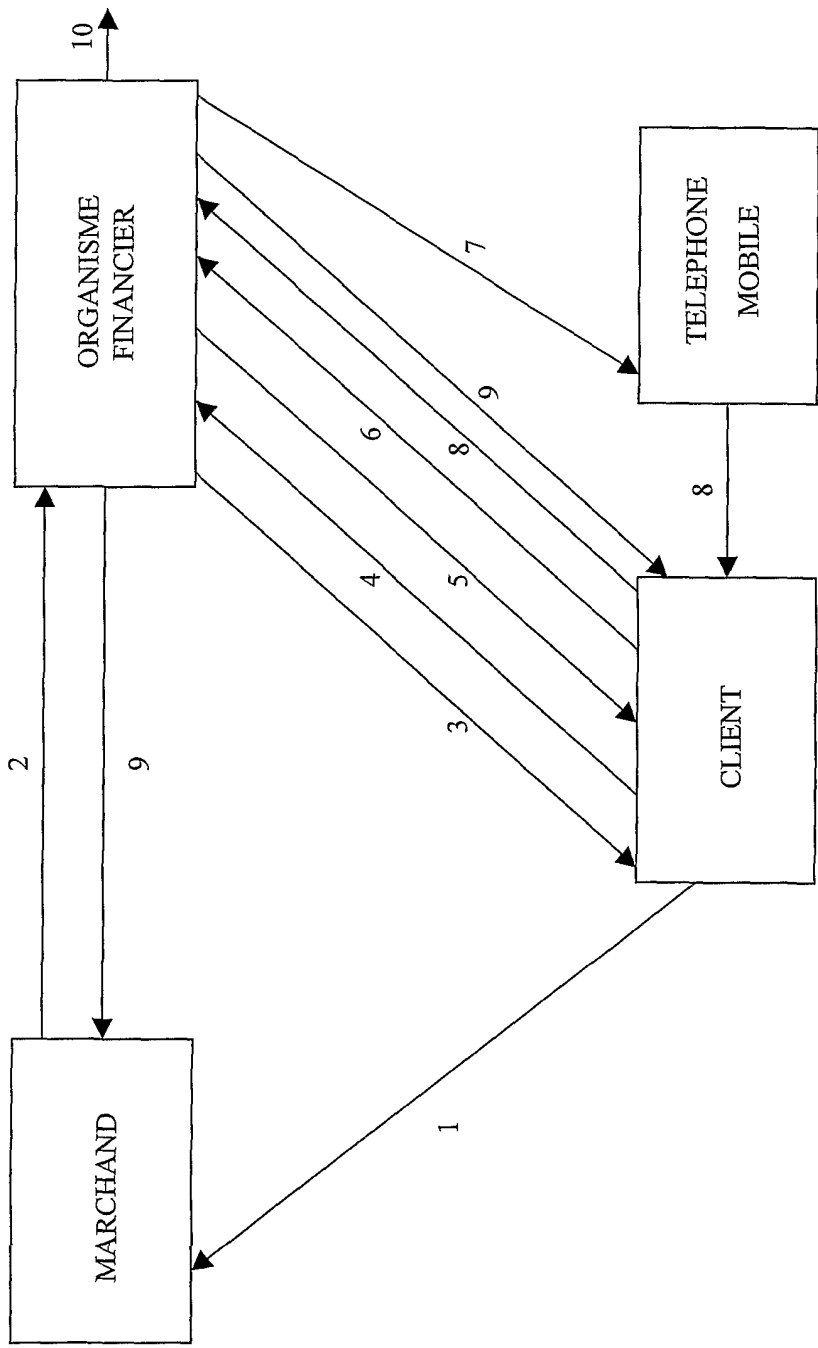 2
10
MARCHAND
ORGANISME
FINANCIER
9
4
6
1
3
5
8
9
7
CLIENT
8
TELEPHONE
MOBILE